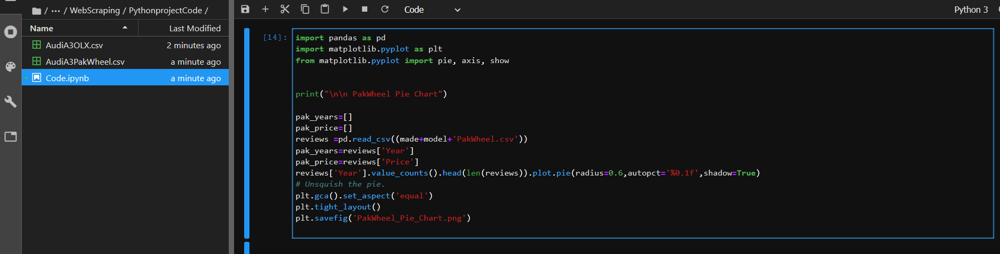 / ··· / WebScraping / PythonprojectCode /
Name Last Modified
AudiA3OLX.csv 2 minutes ago
AudiA3PakWheel.csv a minute ago
Code.ipynb a minute ago
Code
Python 3
[14]:
import pandas as pd
import matplotlib.pyplot as plt
from matplotlib.pyplot import pie, axis, show
print("\n\n PakWheel Pie Chart")
pak_years=[]
pak_price=[]
reviews =pd.read_csv((made+model+'PakWheel.csv'))
pak_years=reviews['Year']
pak_price=reviews['Price']
reviews['Year'].value_counts().head(len(reviews)).plot.pie(radius=0.6,autopct='%0.1f',shadow=True)
# Unsquish the pie.
plt.gca().set_aspect('equal')
plt.tight_layout()
plt.savefig('PakWheel_Pie_Chart.png')